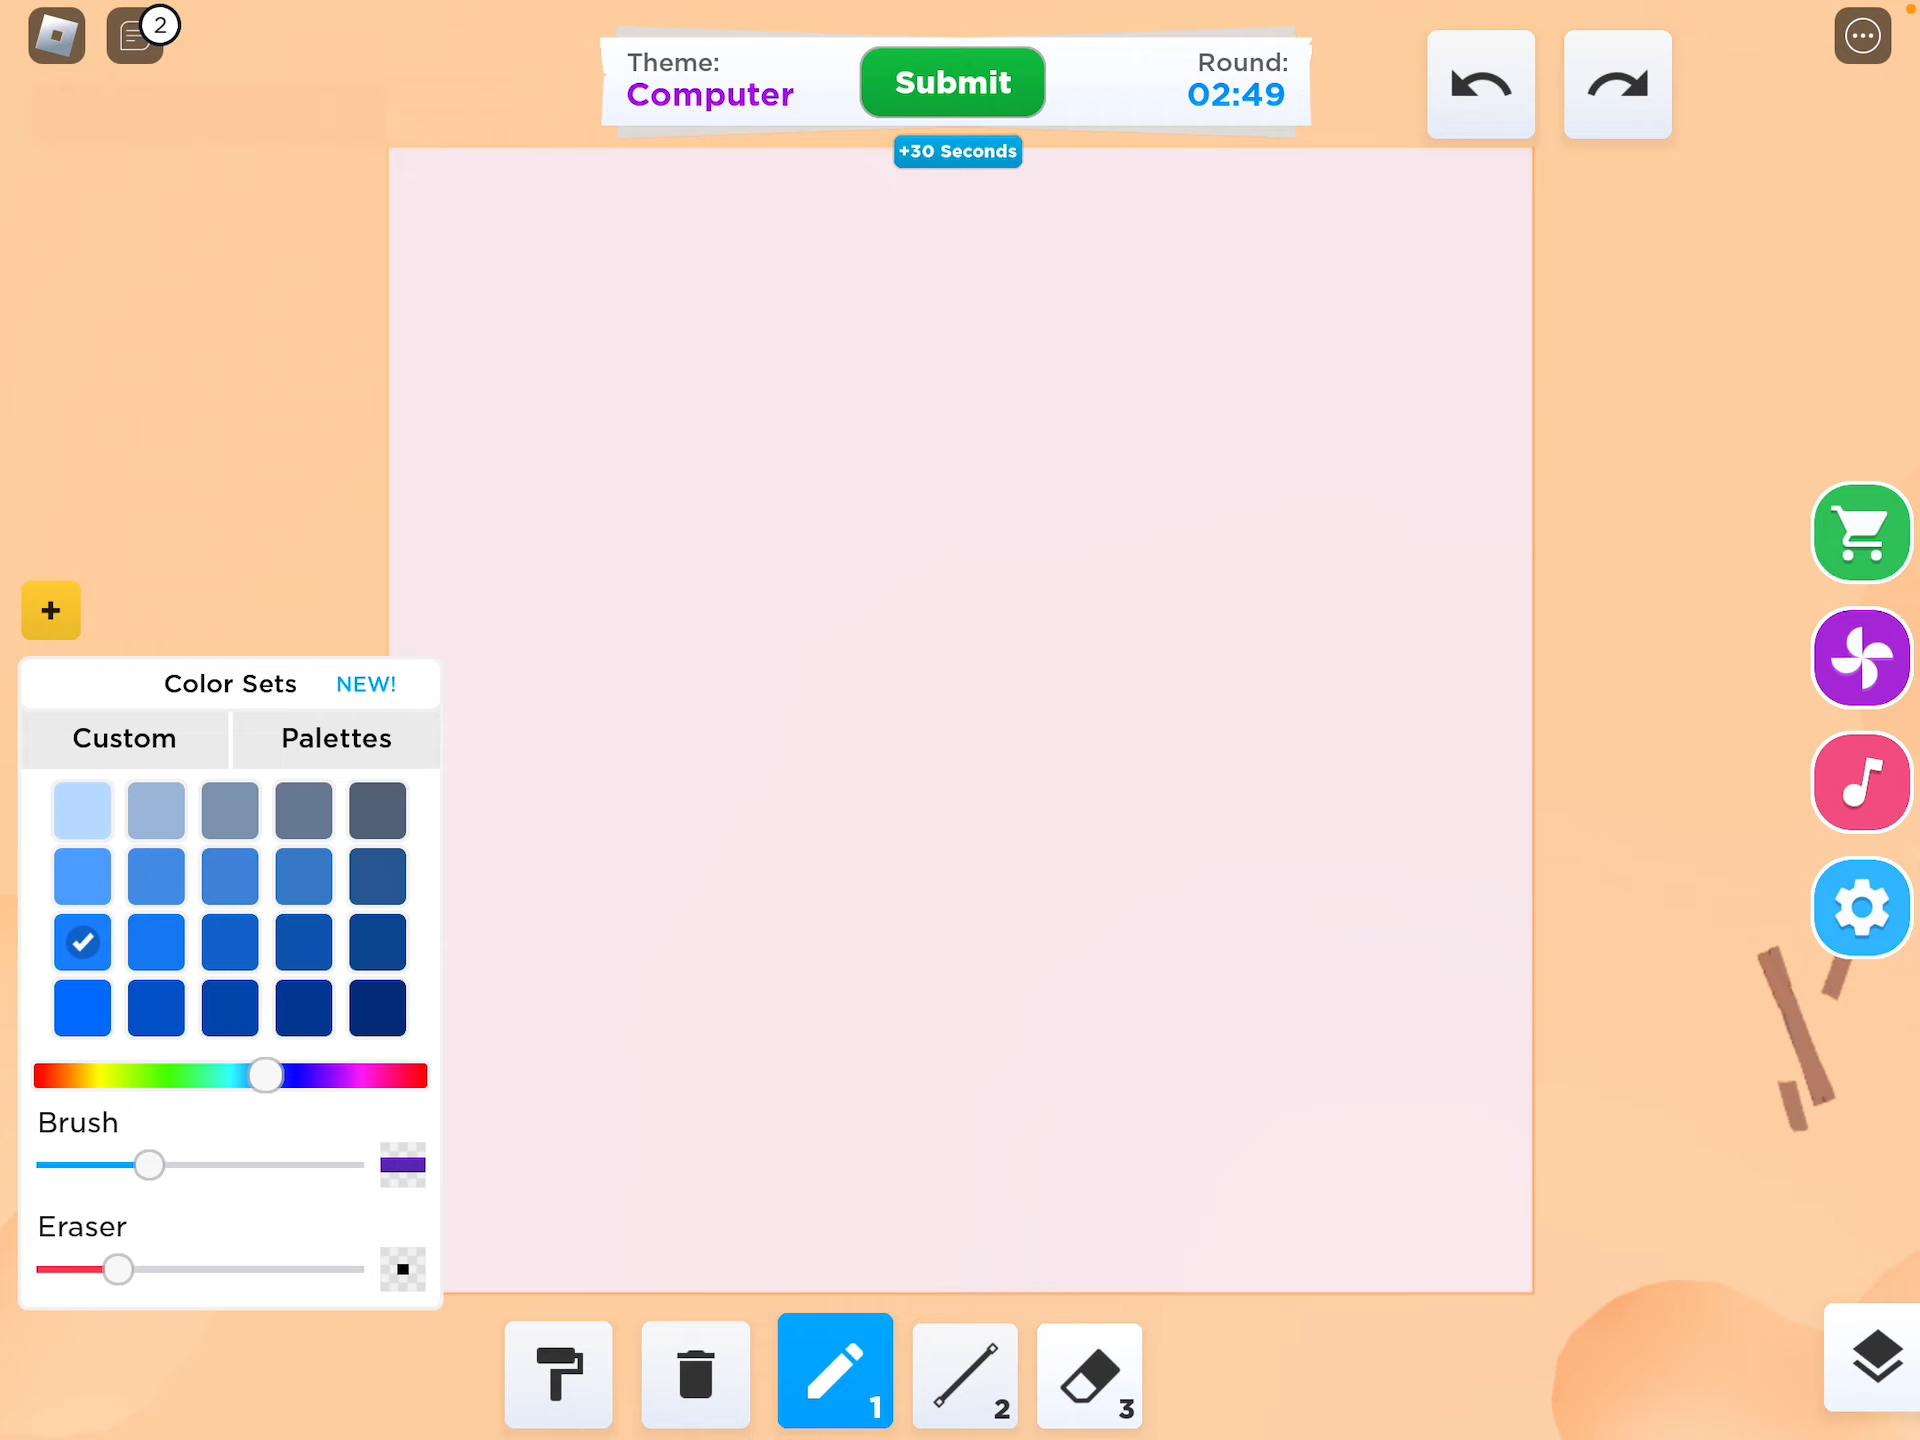 2
Theme:
Computer
Submit
Round:
02:49
+30 Seconds
+
Color Sets NEW!
Custom Palettes
Brush
Eraser
1
2
3